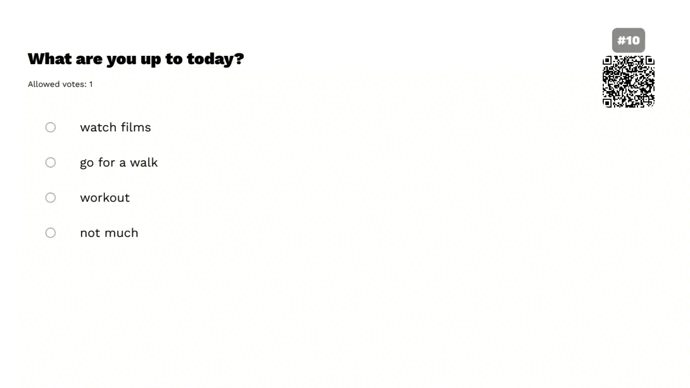 #10
What are you up to today?
Allowed votes: 1
watch films
go for a walk
workout
not much